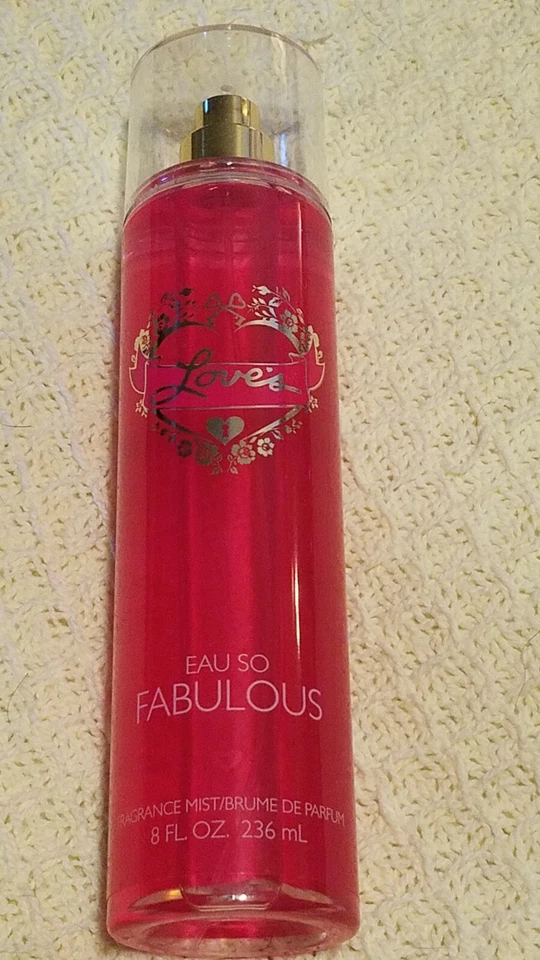 Love's
EAU SO
FABULOUS
FRAGRANCE MIST/BRUME DE PARFUM
8 FL. OZ. 236 mL